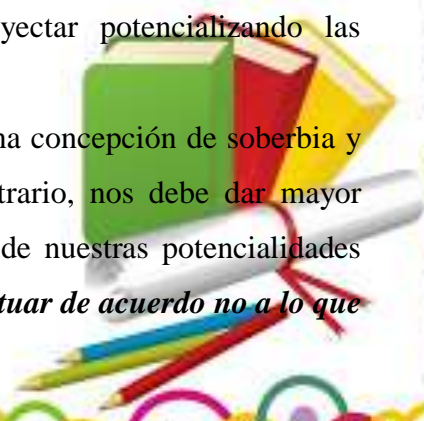 yectar potencializando las
na concepción de soberbia y
trario, nos debe dar mayor
de nuestras potencialidades
tuar de acuerdo no a lo que